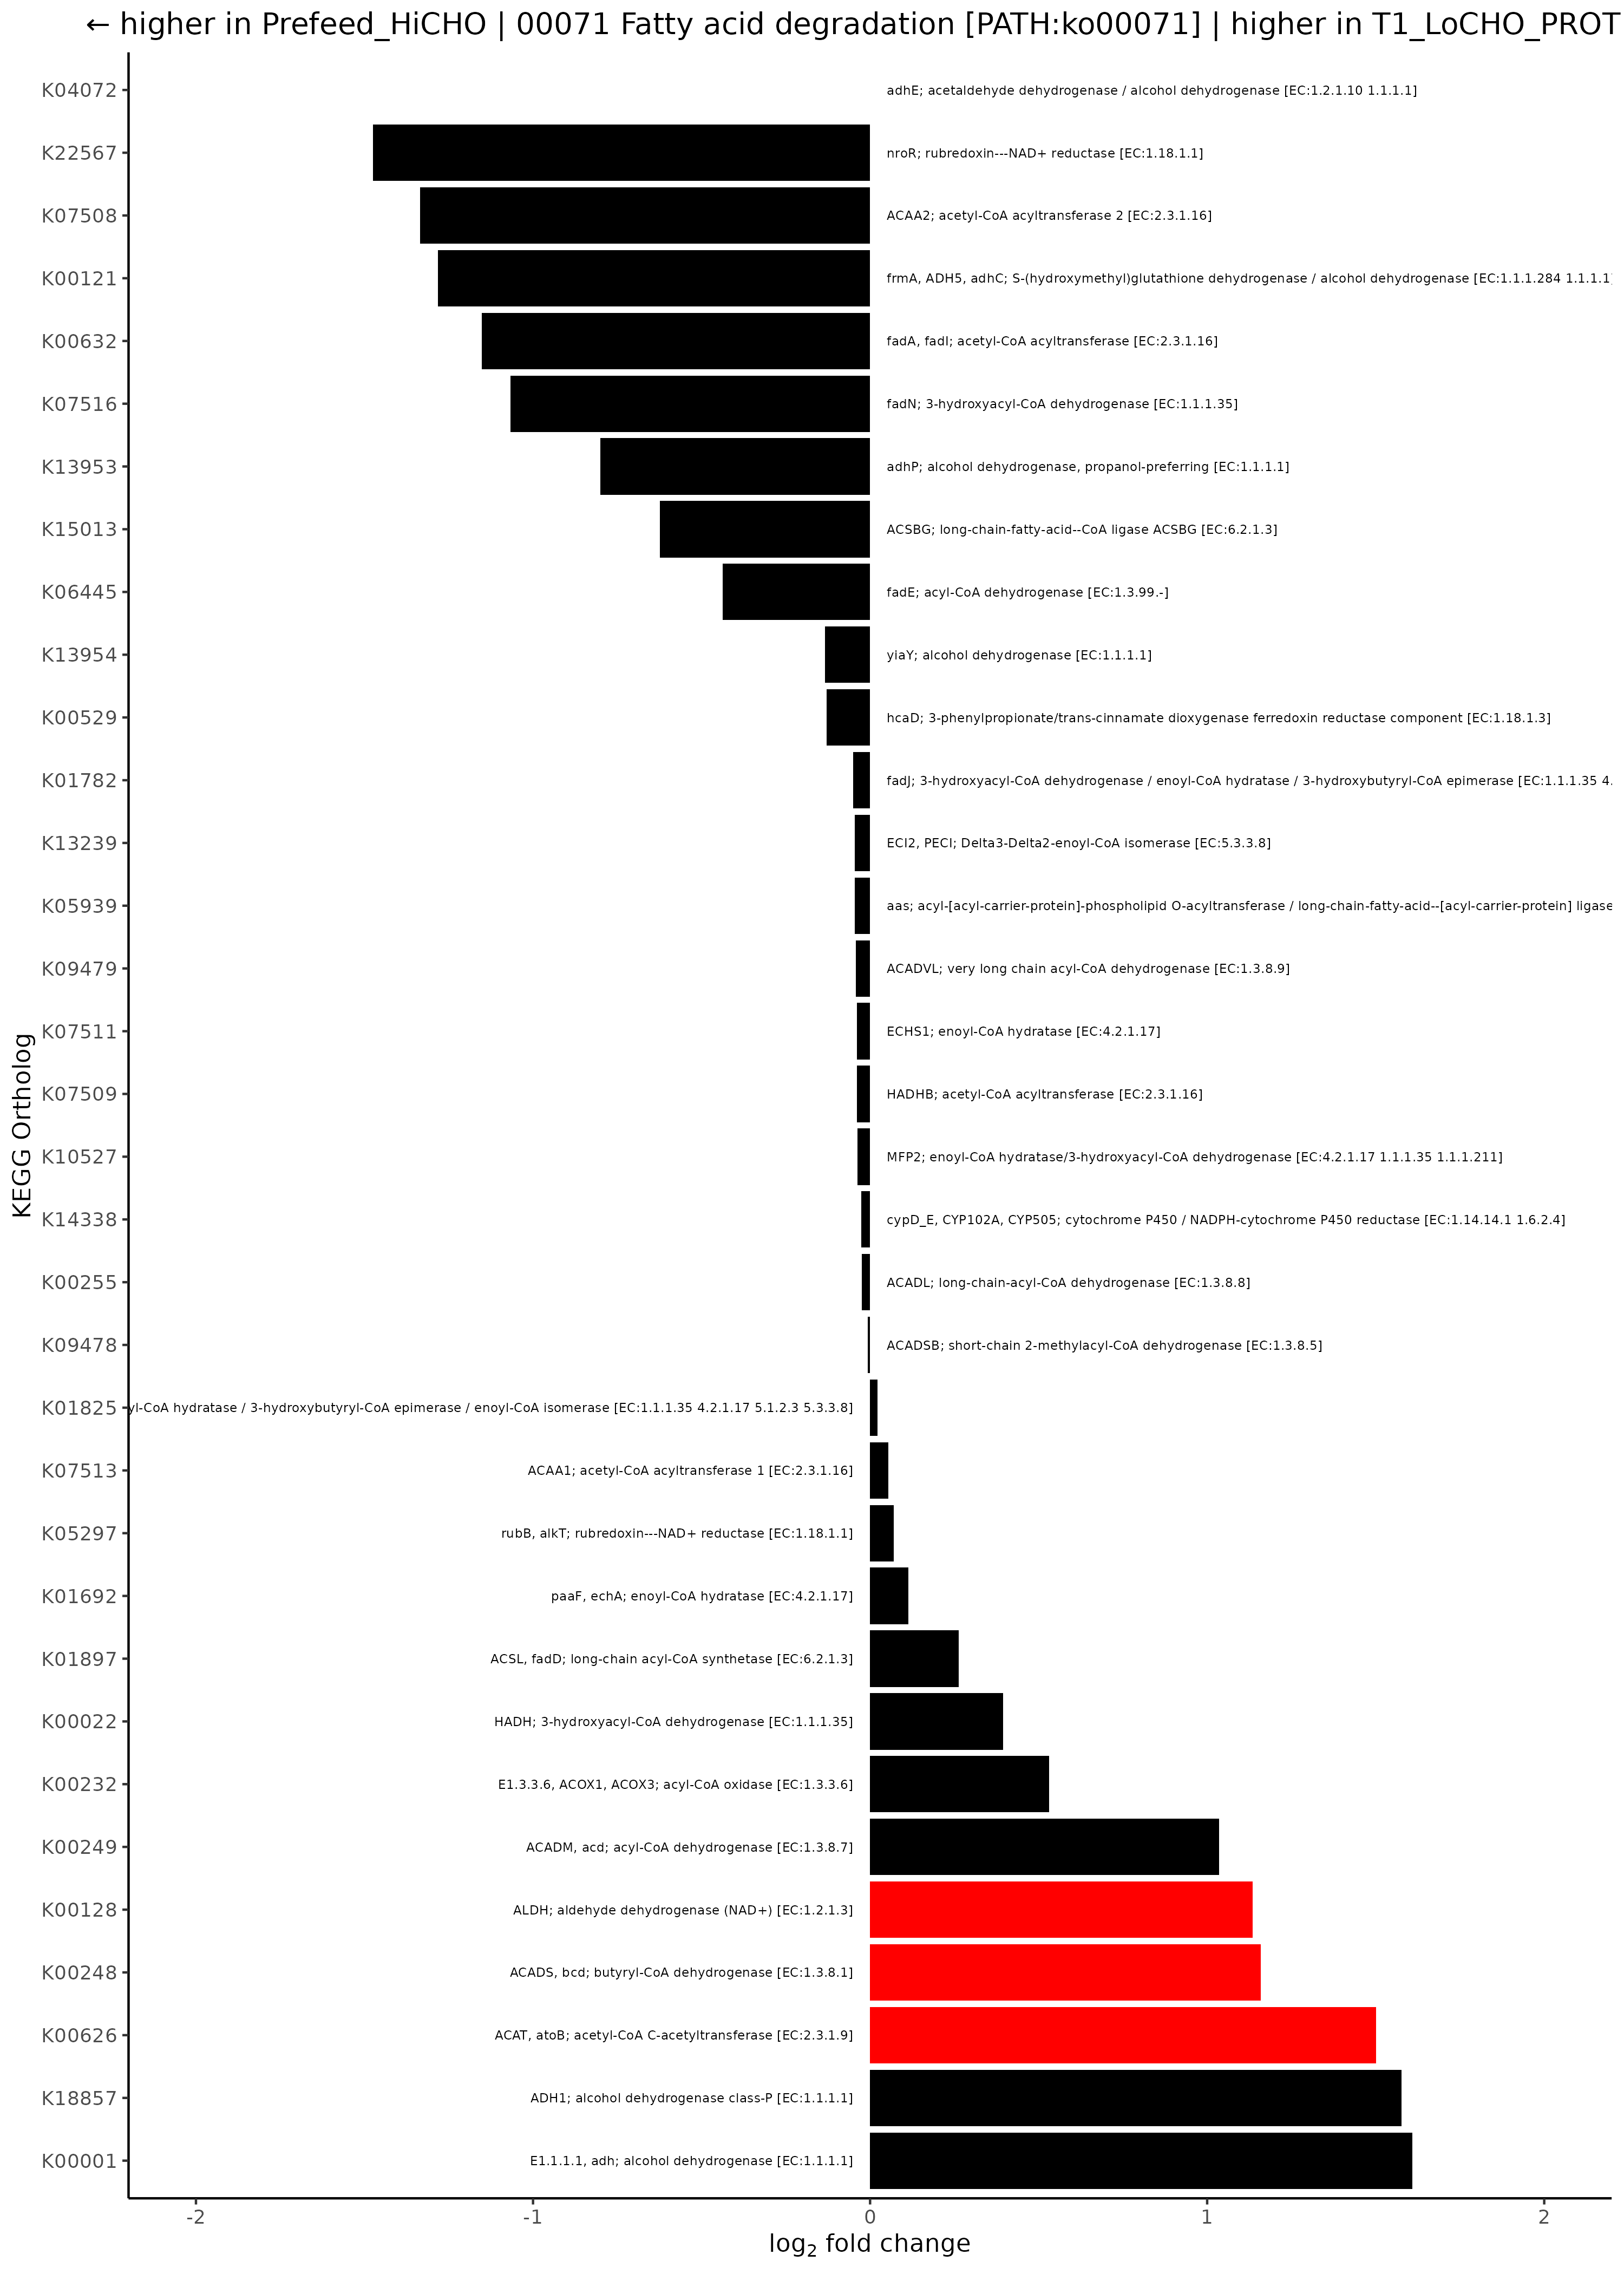 ← higher in Prefeed_HiCHO | 00071 Fatty acid degradation [PATH:ko00071] | higher in T1_LoCHO_PROT
K04072 adhE; acetaldehyde dehydrogenase / alcohol dehydrogenase [EC:1.2.1.10 1.1.1.1]
K22567 nroR; rubredoxin---NAD+ reductase [EC:1.18.1.1]
K07508 ACAA2; acetyl-CoA acyltransferase 2 [EC:2.3.1.16]
K00121 frmA, ADH5, adhC; S-(hydroxymethyl)glutathione dehydrogenase / alcohol dehydrogenase [EC:1.1.1.284 1.1.1.1]
K00632 fadA, fadI; acetyl-CoA acyltransferase [EC:2.3.1.16]
K07516 fadN; 3-hydroxyacyl-CoA dehydrogenase [EC:1.1.1.35]
K13953 adhP; alcohol dehydrogenase, propanol-preferring [EC:1.1.1.1]
K15013 ACSBG; long-chain-fatty-acid--CoA ligase ACSBG [EC:6.2.1.3]
K06445 fadE; acyl-CoA dehydrogenase [EC:1.3.99.-]
K13954 yiaY; alcohol dehydrogenase [EC:1.1.1.1]
K00529 hcaD; 3-phenylpropionate/trans-cinnamate dioxygenase ferredoxin reductase component [EC:1.18.1.3]
K01782 fadJ; 3-hydroxyacyl-CoA dehydrogenase / enoyl-CoA hydratase / 3-hydroxybutyryl-CoA epimerase [EC:1.1.1.35 4.
K13239 ECI2, PECI; Delta3-Delta2-enoyl-CoA isomerase [EC:5.3.3.8]
K05939 aas; acyl-[acyl-carrier-protein]-phospholipid O-acyltransferase / long-chain-fatty-acid--[acyl-carrier-protein] ligase
K09479 ACADVL; very long chain acyl-CoA dehydrogenase [EC:1.3.8.9]
K07511 ECHS1; enoyl-CoA hydratase [EC:4.2.1.17]
K07509 HADHB; acetyl-CoA acyltransferase [EC:2.3.1.16]
K10527 MFP2; enoyl-CoA hydratase/3-hydroxyacyl-CoA dehydrogenase [EC:4.2.1.17 1.1.1.35 1.1.1.211]
K14338 cypD_E, CYP102A, CYP505; cytochrome P450 / NADPH-cytochrome P450 reductase [EC:1.14.14.1 1.6.2.4]
K00255 ACADL; long-chain-acyl-CoA dehydrogenase [EC:1.3.8.8]
K09478 ACADSB; short-chain 2-methylacyl-CoA dehydrogenase [EC:1.3.8.5]
K01825 yl-CoA hydratase / 3-hydroxybutyryl-CoA epimerase / enoyl-CoA isomerase [EC:1.1.1.35 4.2.1.17 5.1.2.3 5.3.3.8]
K07513 ACAA1; acetyl-CoA acyltransferase 1 [EC:2.3.1.16]
K05297 rubB, alkT; rubredoxin---NAD+ reductase [EC:1.18.1.1]
K01692 paaF, echA; enoyl-CoA hydratase [EC:4.2.1.17]
K01897 ACSL, fadD; long-chain acyl-CoA synthetase [EC:6.2.1.3]
K00022 HADH; 3-hydroxyacyl-CoA dehydrogenase [EC:1.1.1.35]
K00232 E1.3.3.6, ACOX1, ACOX3; acyl-CoA oxidase [EC:1.3.3.6]
K00249 ACADM, acd; acyl-CoA dehydrogenase [EC:1.3.8.7]
K00128 ALDH; aldehyde dehydrogenase (NAD+) [EC:1.2.1.3]
K00248 ACADS, bcd; butyryl-CoA dehydrogenase [EC:1.3.8.1]
K00626 ACAT, atoB; acetyl-CoA C-acetyltransferase [EC:2.3.1.9]
K18857 ADH1; alcohol dehydrogenase class-P [EC:1.1.1.1]
K00001 E1.1.1.1, adh; alcohol dehydrogenase [EC:1.1.1.1]
KEGG Ortholog
-2 -1 0 1 2
log2 fold change